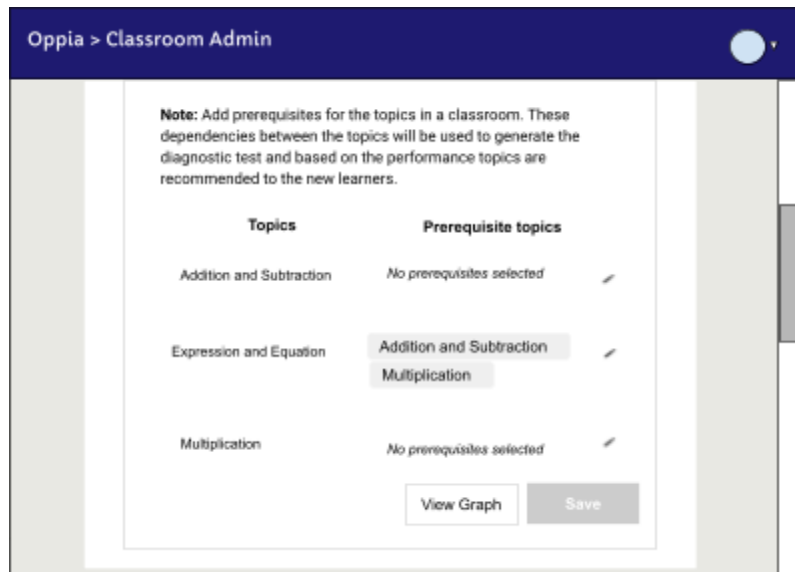 Oppia > Classroom Admin
Note: Add prerequisites for the topics in a classroom. These
dependencies between the topics will be used to generate the
diagnostic test and based on the performance topics are
recommended to the new learners.
Topics Prerequisite topics
Addition and Subtraction No prerequisites selected
Expression and Equation Addition and Subtraction
Multiplication
Multiplication No prerequisites selected
View Graph Save